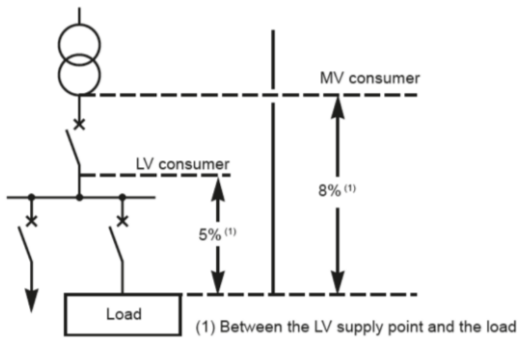 MV consumer
LV consumer
8% (1)
5% (1)
Load
(1) Between the LV supply point and the load